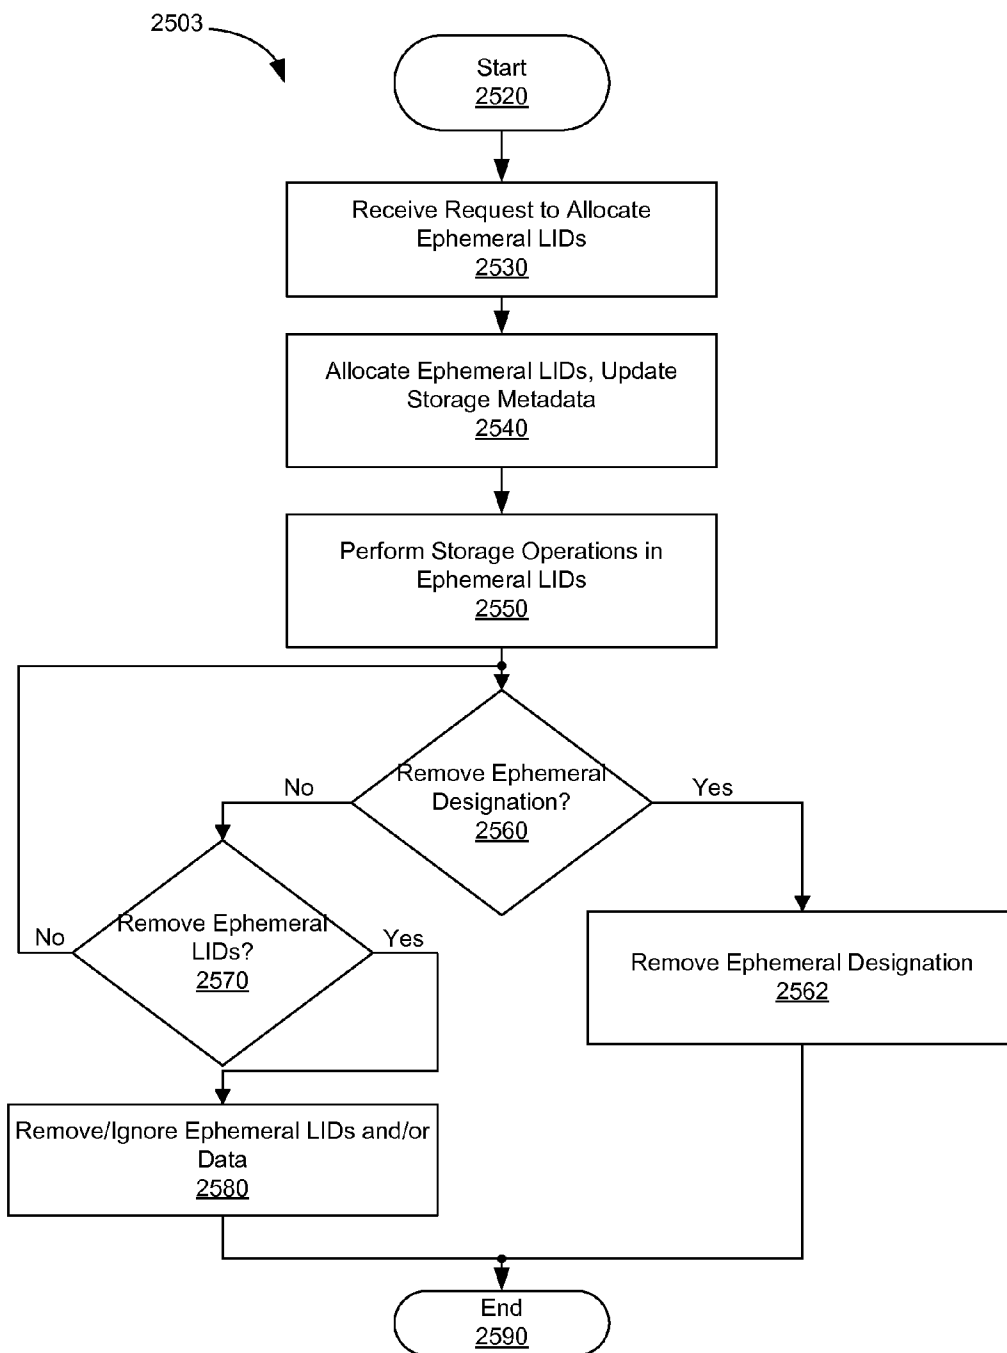 2503
Start
2520
Receive Request to Allocate
Ephemeral LIDs
2530
Allocate Ephemeral LIDs, Update
Storage Metadata
2540
Perform Storage Operations in
Ephemeral LIDs
2550
Remove Ephemeral
Designation?
2560
No
Yes
Remove Ephemeral
LIDs?
2570
No
Yes
Remove Ephemeral Designation
2562
Remove/Ignore Ephemeral LIDs and/or
Data
2580
End
2590